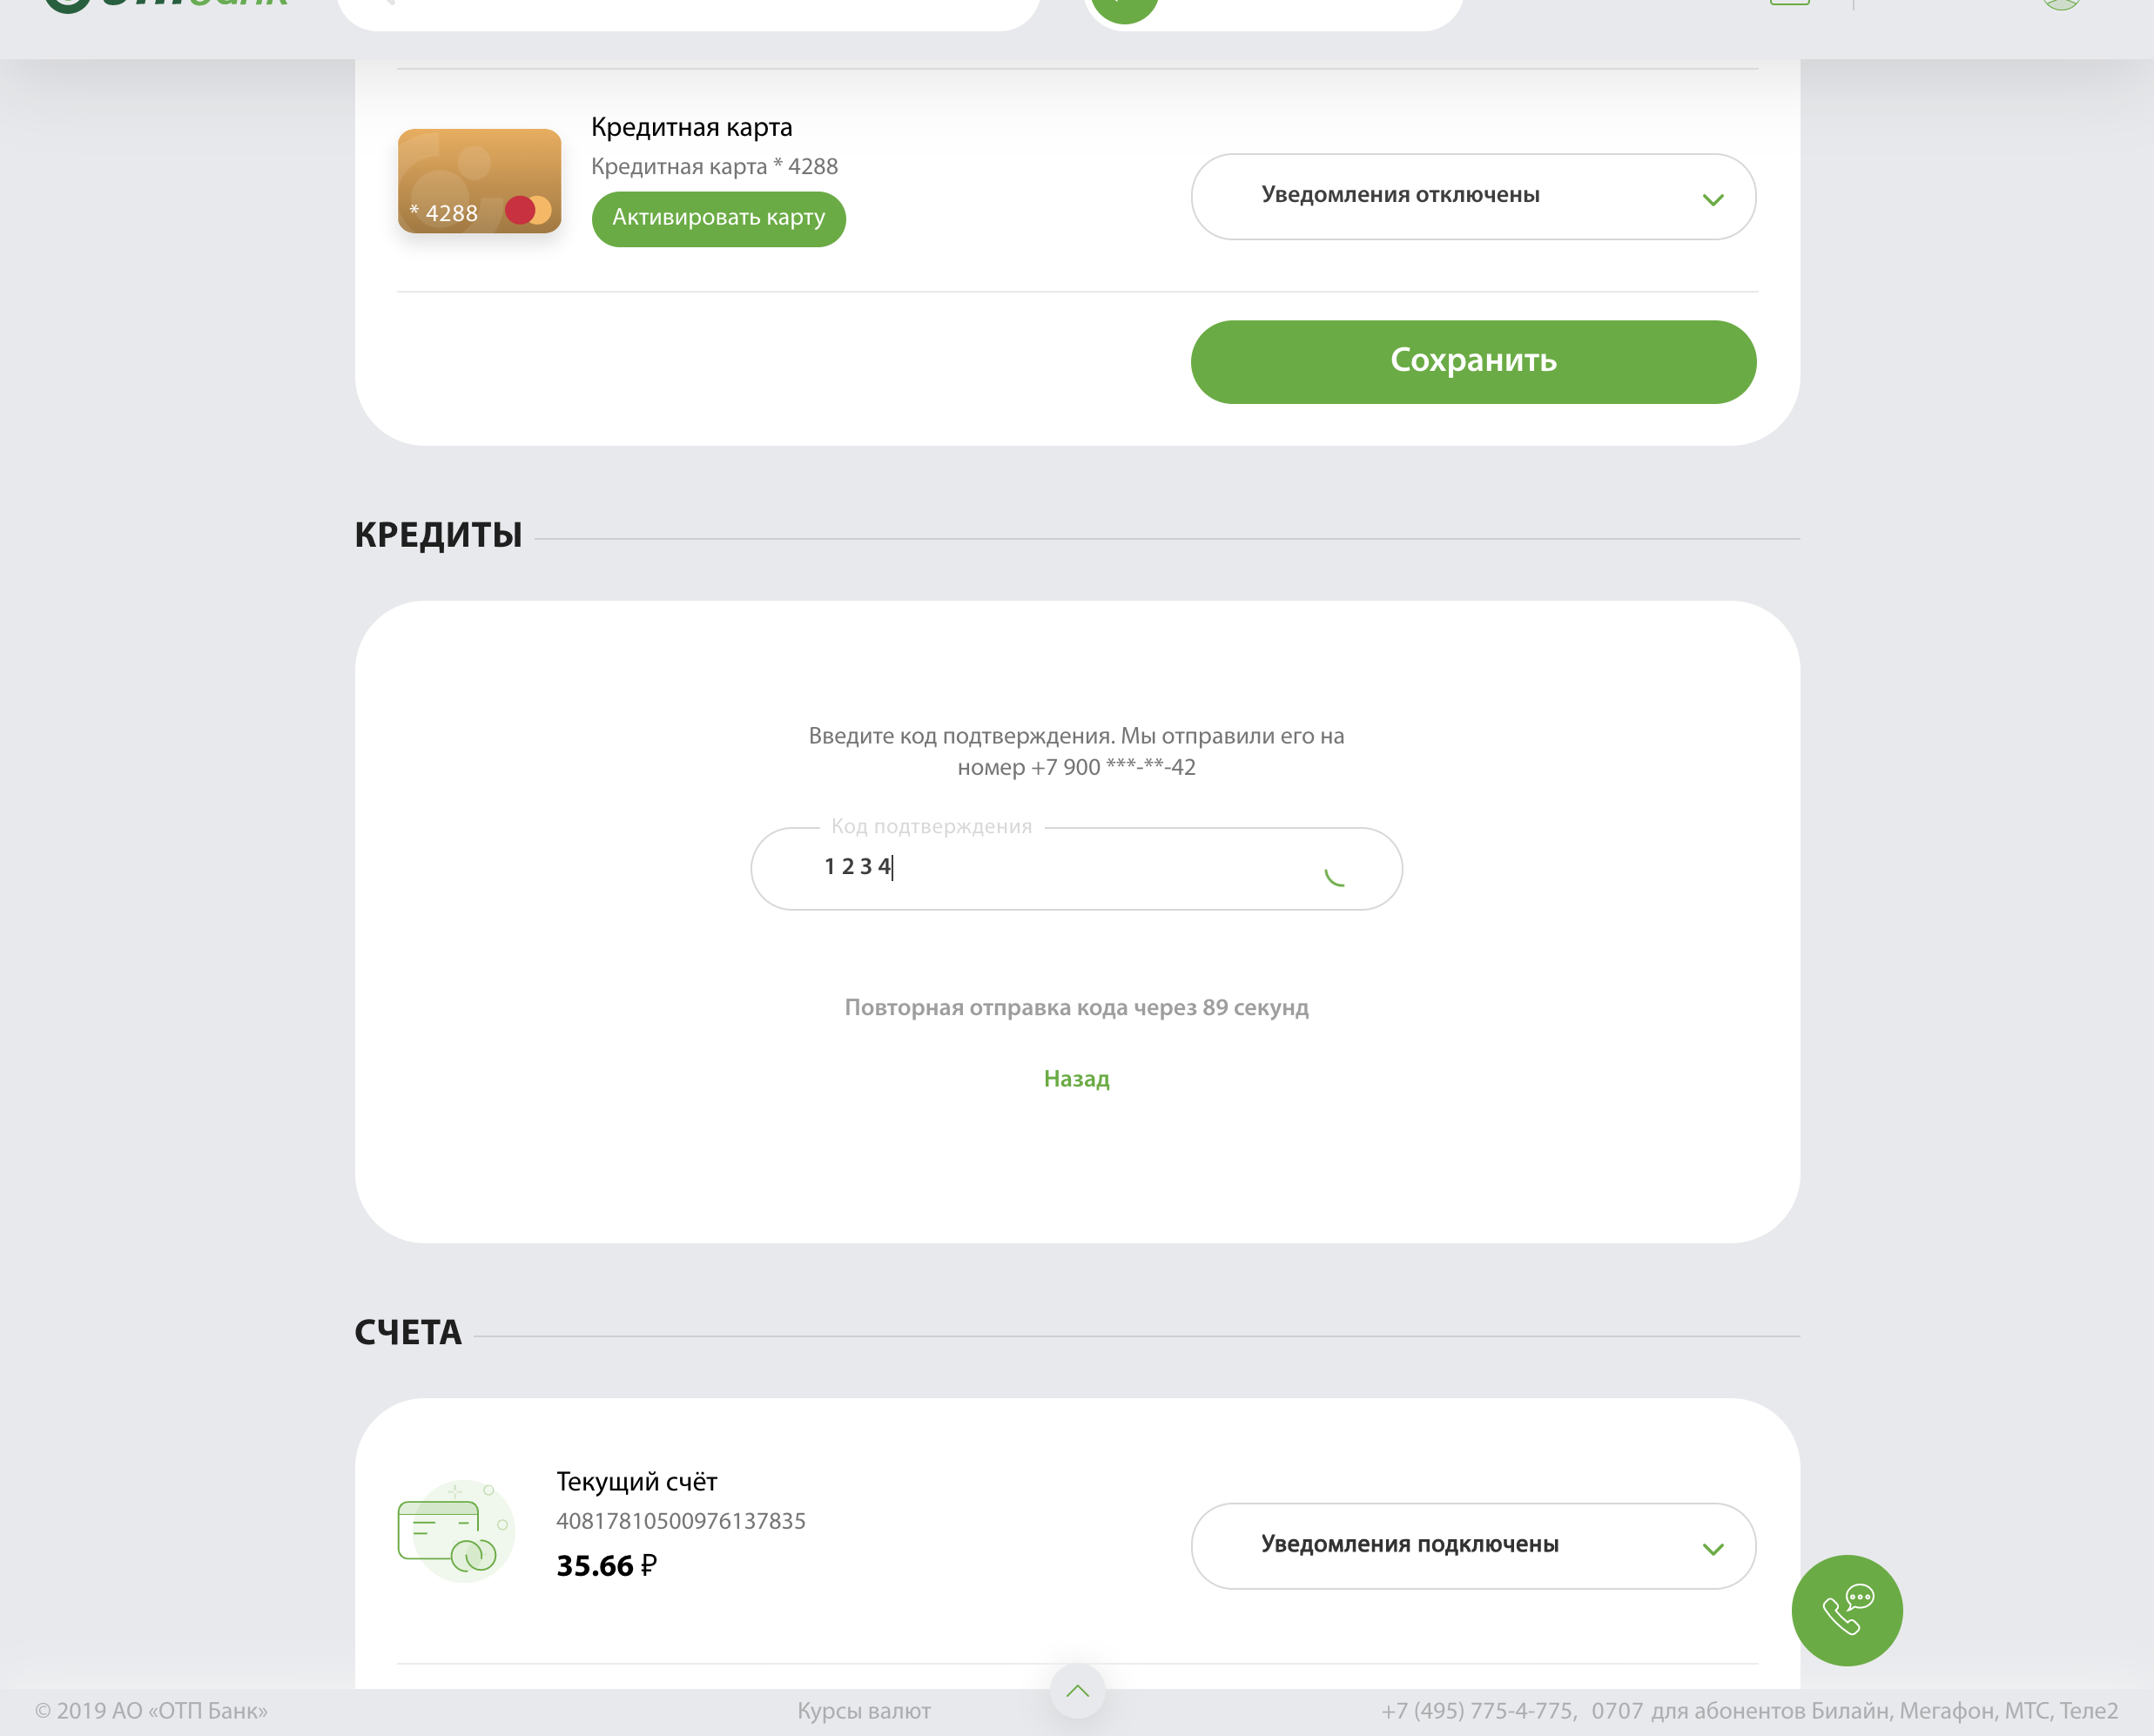 Кредитная карта
Кредитная карта * 4288
* 4288
Активировать карту
Уведомления отключены
Сохранить
КРЕДИТЫ
Введите код подтверждения. Мы отправили его на
номер +7 900 ***-**-42
Код подтверждения
1 2 3 4
Повторная отправка кода через 89 секунд
Назад
СЧЕТА
Текущий счёт
40817810500976137835
35.66 ₽
Уведомления подключены
© 2019 АО «ОТП Банк»
Курсы валют
+7 (495) 775-4-775, 0707 для абонентов Билайн, Мегафон, МТС, Теле2